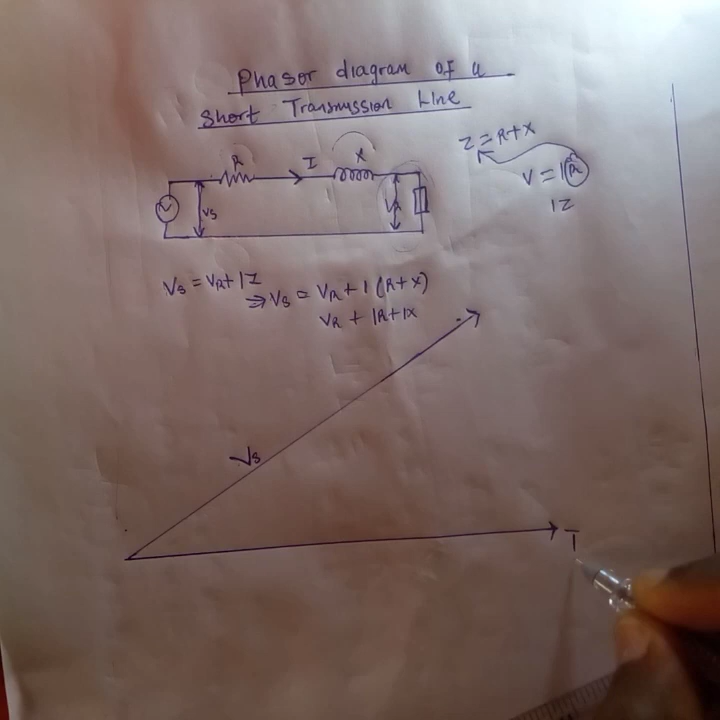 Phasor diagram of a
Short Transmission Line
R I X
Vs VR
Z = R+X
V = IR
IZ
Vs = VR + IZ
⇒ Vs = VR + I (R+X)
VR + IR + IX
Vs
I